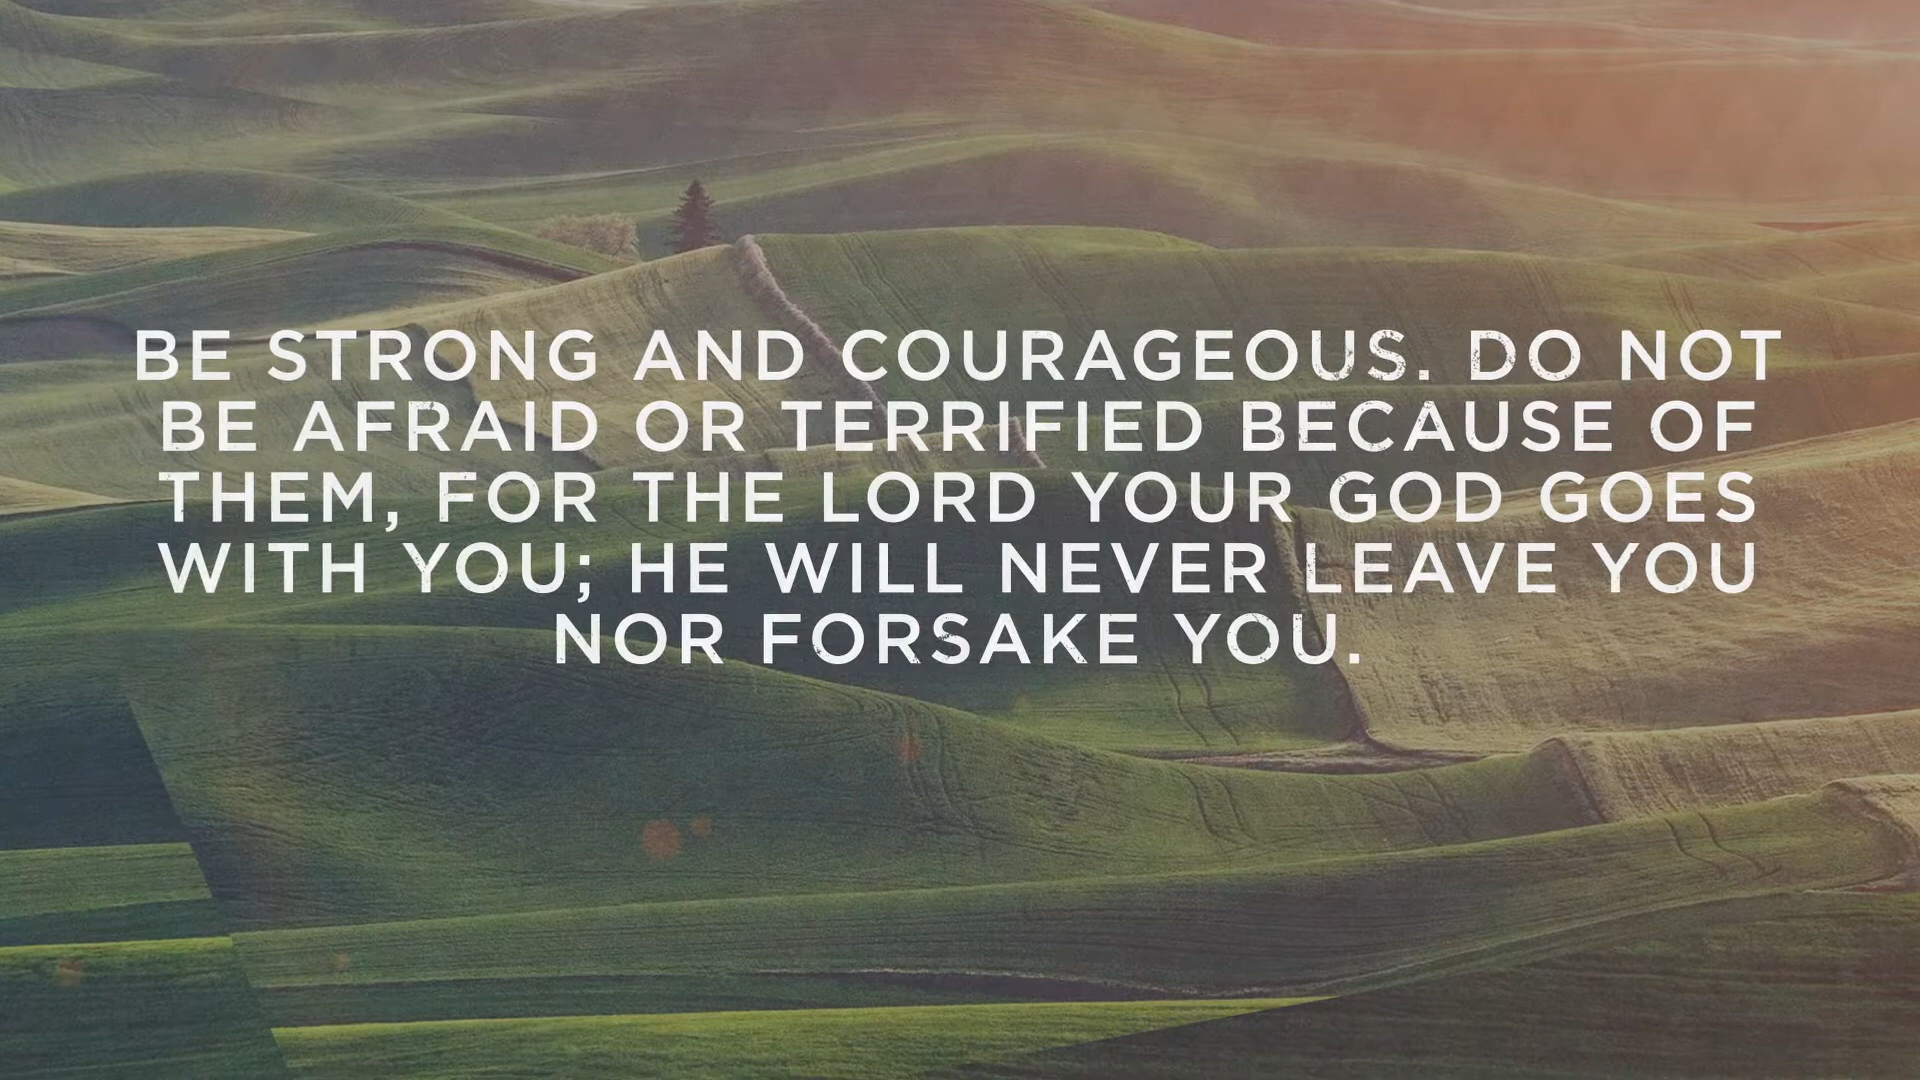 BE STRONG AND COURAGEOUS. DO NOT
BE AFRAID OR TERRIFIED BECAUSE OF
THEM, FOR THE LORD YOUR GOD GOES
WITH YOU; HE WILL NEVER LEAVE YOU
NOR FORSAKE YOU.